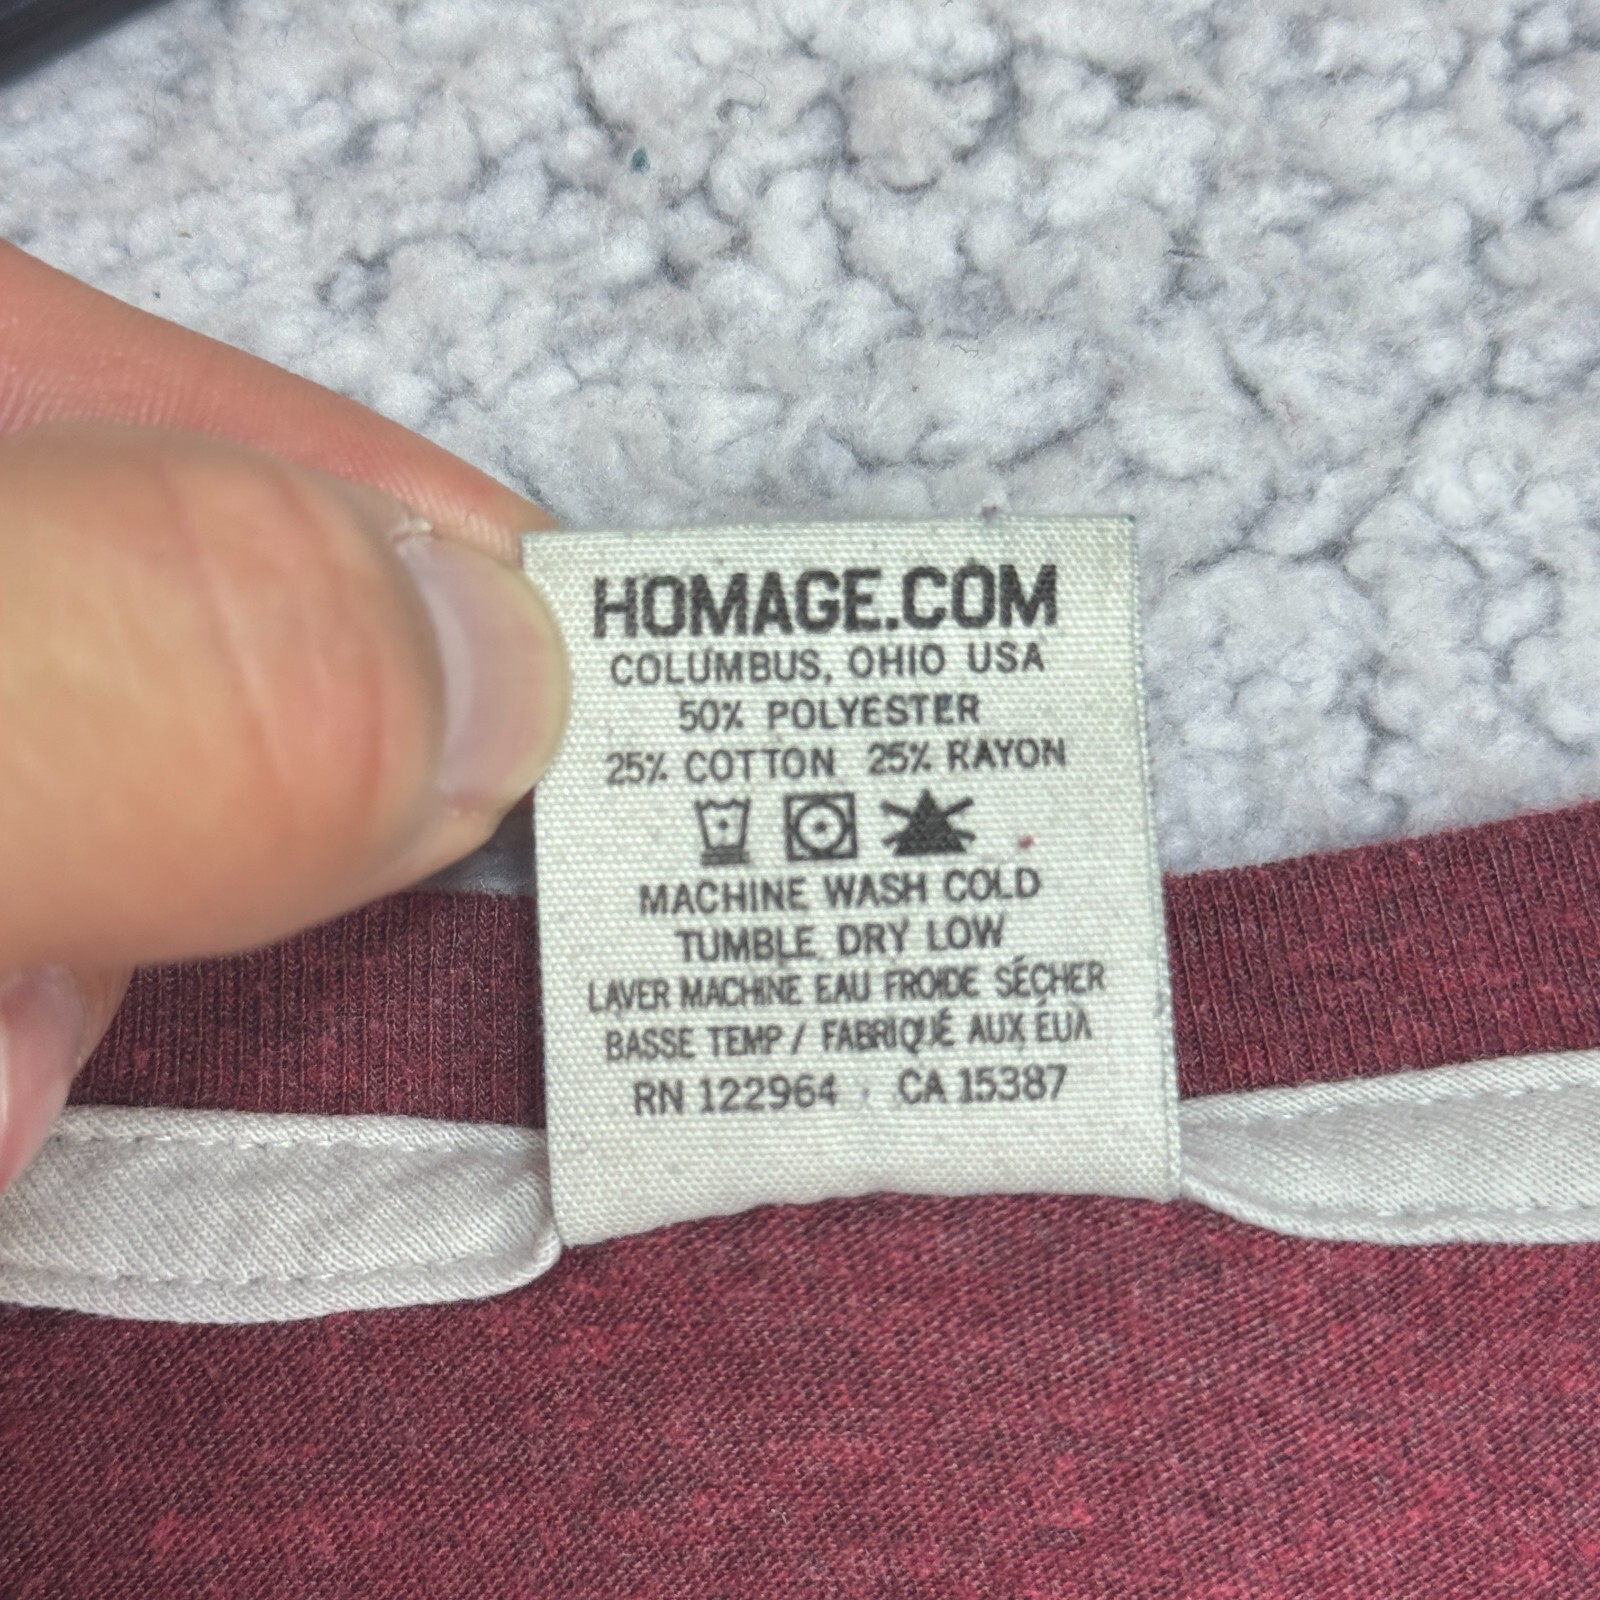 HOMAGE.COM
COLUMBUS, OHIO USA
50% POLYESTER
25% COTTON 25% RAYON
MACHINE WASH COLD
TUMBLE DRY LOW
LAVER MACHINE EAU FROIDE SÉCHER
BASSE TEMP / FABRIQUÉ AUX ÉUA
RN 122964 CA 15387